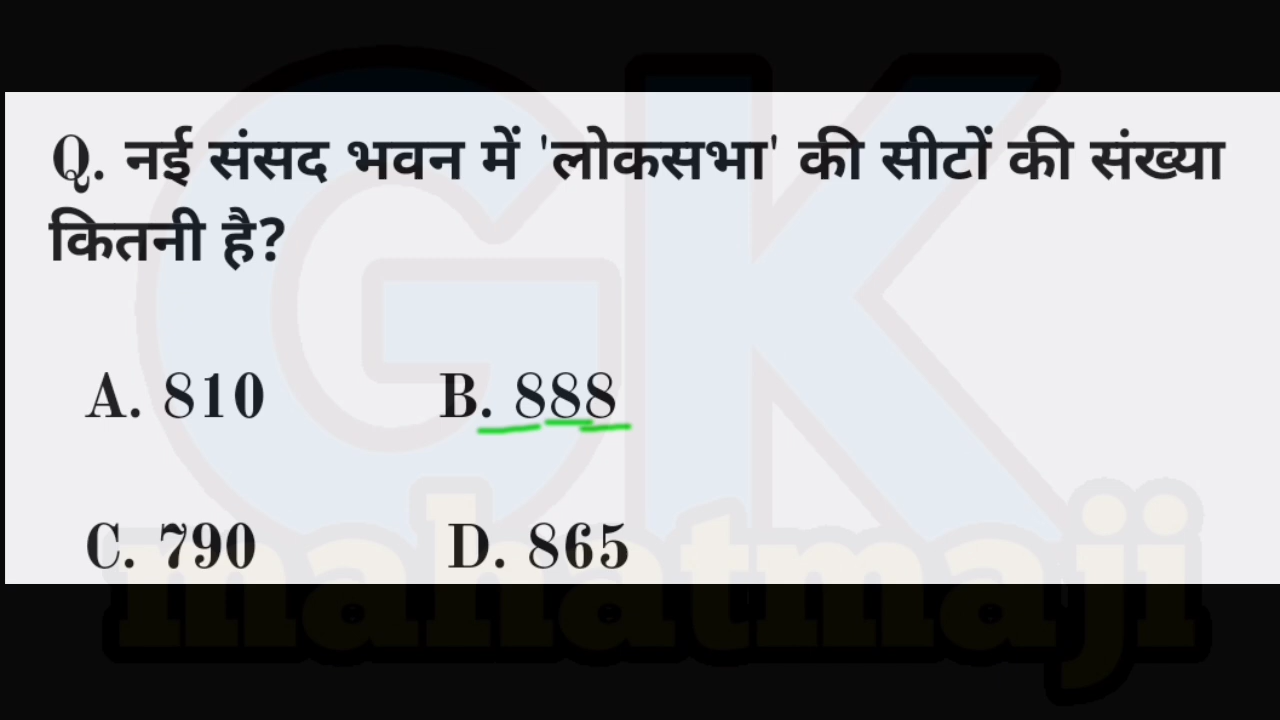 Q. नई संसद भवन में 'लोकसभा' की सीटों की संख्या
कितनी है?
A. 810 B. 888
C. 790 D. 865
GK
mahatmaji